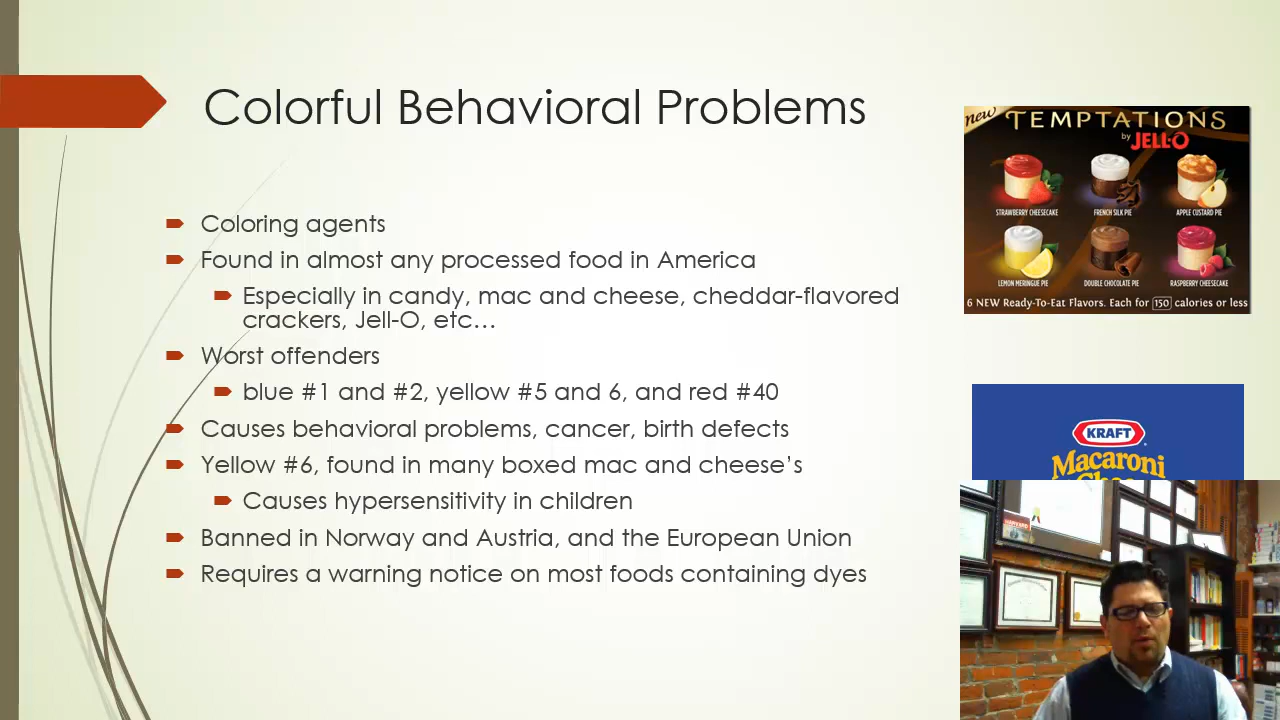 Colorful Behavioral Problems
Coloring agents
Found in almost any processed food in America
Especially in candy, mac and cheese, cheddar-flavored
crackers, Jell-O, etc…
Worst offenders
blue #1 and #2, yellow #5 and 6, and red #40
Causes behavioral problems, cancer, birth defects
Yellow #6, found in many boxed mac and cheese’s
Causes hypersensitivity in children
Banned in Norway and Austria, and the European Union
Requires a warning notice on most foods containing dyes
new TEMPTATIONS
by JELL-O
STRAWBERRY CHEESECAKE FRENCH SILK PIE APPLE CUSTARD PIE
LEMON MERINGUE PIE DOUBLE CHOCOLATE PIE RASPBERRY CHEESECAKE
6 NEW Ready-To-Eat Flavors. Each for 150 calories or less
KRAFT
Macaroni
HARVARD